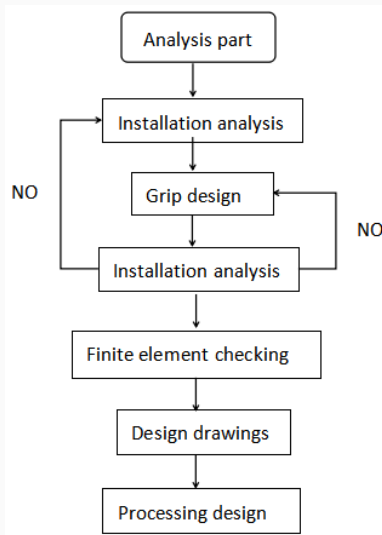 Analysis part
Installation analysis
NO
Grip design
NO
Installation analysis
Finite element checking
Design drawings
Processing design